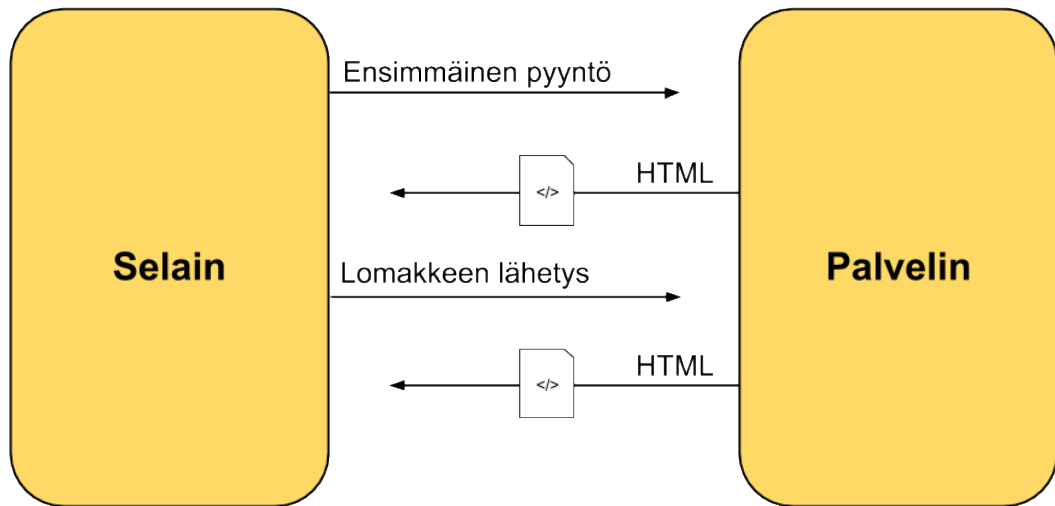 Ensimmäinen pyyntö
</> HTML
Selain
Palvelin
Lomakkeen lähetys
</> HTML